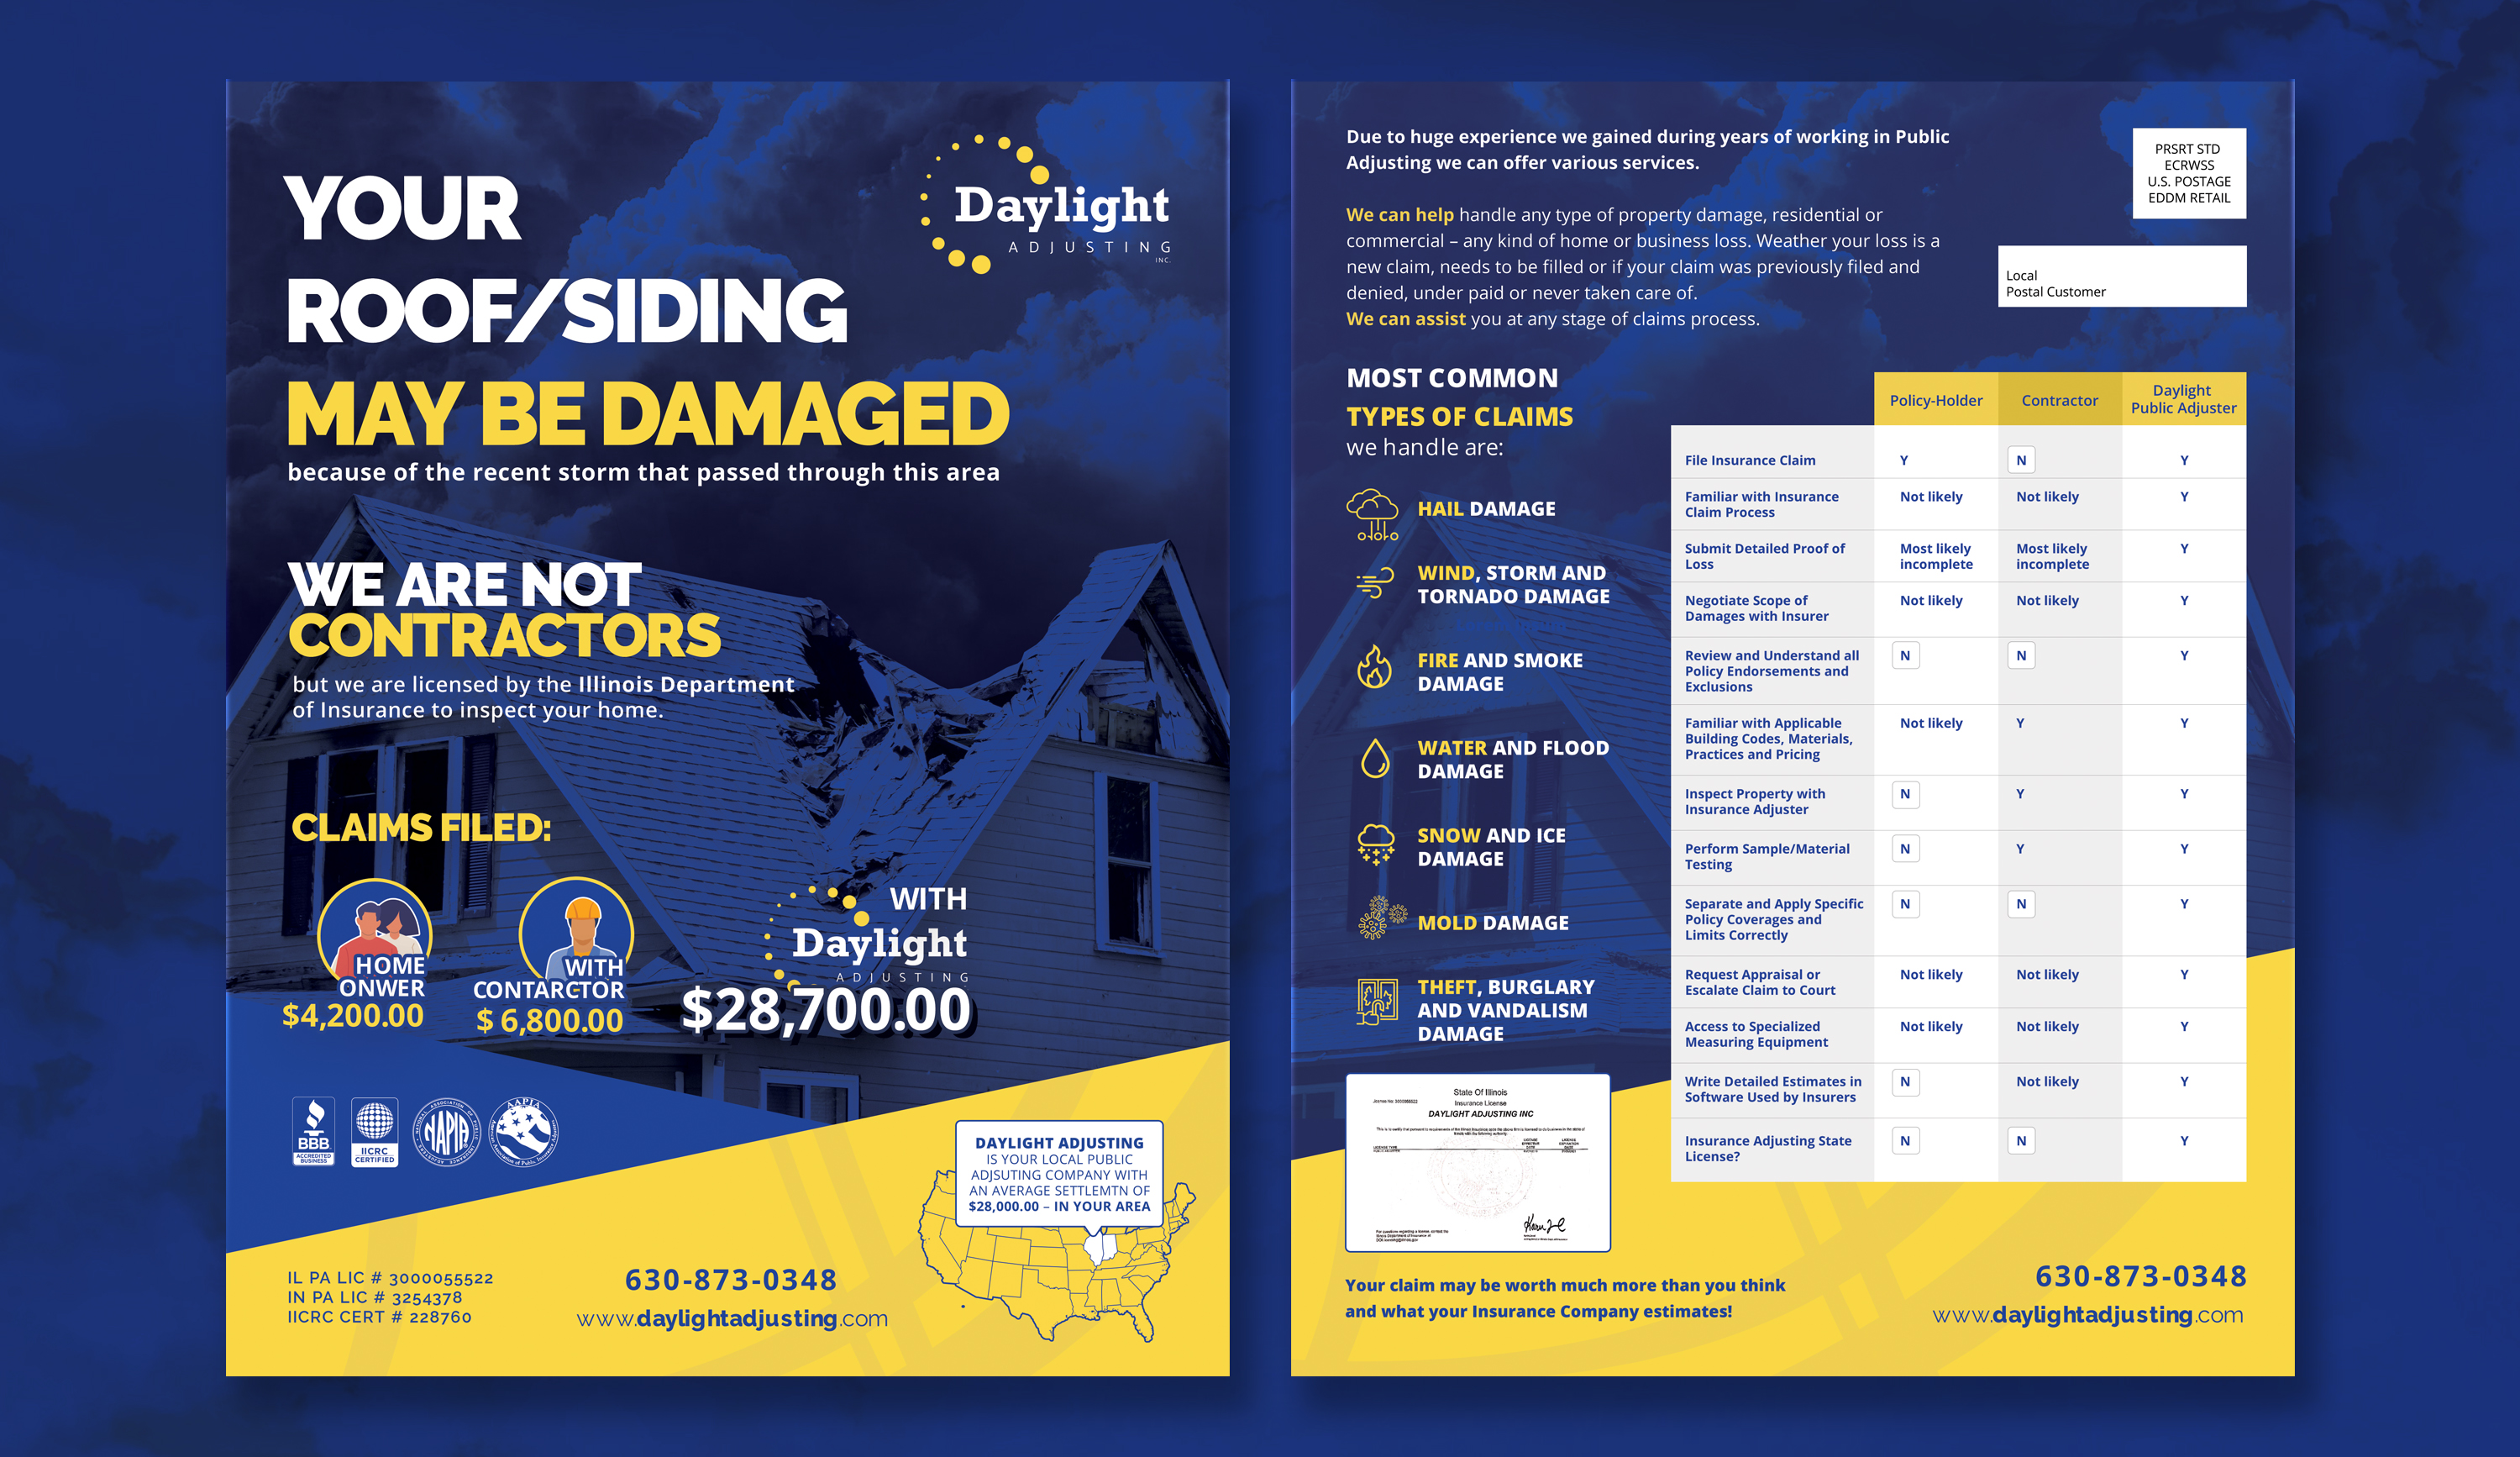 YOUR
ROOF/SIDING
MAY BE DAMAGED
because of the recent storm that passed through this area
Daylight
ADJUSTING
INC.
WE ARE NOT
CONTRACTORS
but we are licensed by the Illinois Department
of Insurance to inspect your home.
CLAIMS FILED:
HOME
ONWER
$4,200.00
WITH
CONTARCTOR
$ 6,800.00
WITH
Daylight
ADJUSTING
$28,700.00
BBB
ACCREDITED
BUSINESS
IICRC
CERTIFIED
NAPIA
AAPIA
DAYLIGHT ADJUSTING
IS YOUR LOCAL PUBLIC
ADJSUTING COMPANY WITH
AN AVERAGE SETTLEMTN OF
$28,000.00 – IN YOUR AREA
IL PA LIC # 3000055522
IN PA LIC # 3254378
IICRC CERT # 228760
630-873-0348
www.daylightadjusting.com
Due to huge experience we gained during years of working in Public
Adjusting we can offer various services.
We can help handle any type of property damage, residential or
commercial – any kind of home or business loss. Weather your loss is a
new claim, needs to be filled or if your claim was previously filed and
denied, under paid or never taken care of.
We can assist you at any stage of claims process.
PRSRT STD
ECRWSS
U.S. POSTAGE
EDDM RETAIL
Local
Postal Customer
MOST COMMON
TYPES OF CLAIMS
we handle are:
HAIL DAMAGE
WIND, STORM AND
TORNADO DAMAGE
FIRE AND SMOKE
DAMAGE
WATER AND FLOOD
DAMAGE
SNOW AND ICE
DAMAGE
MOLD DAMAGE
THEFT, BURGLARY
AND VANDALISM
DAMAGE
Policy-Holder Contractor Daylight
Public Adjuster
File Insurance Claim Y N Y
Familiar with Insurance Not likely Not likely Y
Claim Process
Submit Detailed Proof of Most likely Most likely Y
Loss incomplete incomplete
Negotiate Scope of Not likely Not likely Y
Damages with Insurer
Review and Understand all N N Y
Policy Endorsements and
Exclusions
Familiar with Applicable Not likely Y Y
Building Codes, Materials,
Practices and Pricing
Inspect Property with N Y Y
Insurance Adjuster
Perform Sample/Material N Y Y
Testing
Separate and Apply Specific N N Y
Policy Coverages and
Limits Correctly
Request Appraisal or Not likely Not likely Y
Escalate Claim to Court
Access to Specialized Not likely Not likely Y
Measuring Equipment
Write Detailed Estimates in N Not likely Y
Software Used by Insurers
Insurance Adjusting State N N Y
License?
State Of Illinois
Insurance License
DAYLIGHT ADJUSTING INC
Your claim may be worth much more than you think
and what your Insurance Company estimates!
630-873-0348
www.daylightadjusting.com